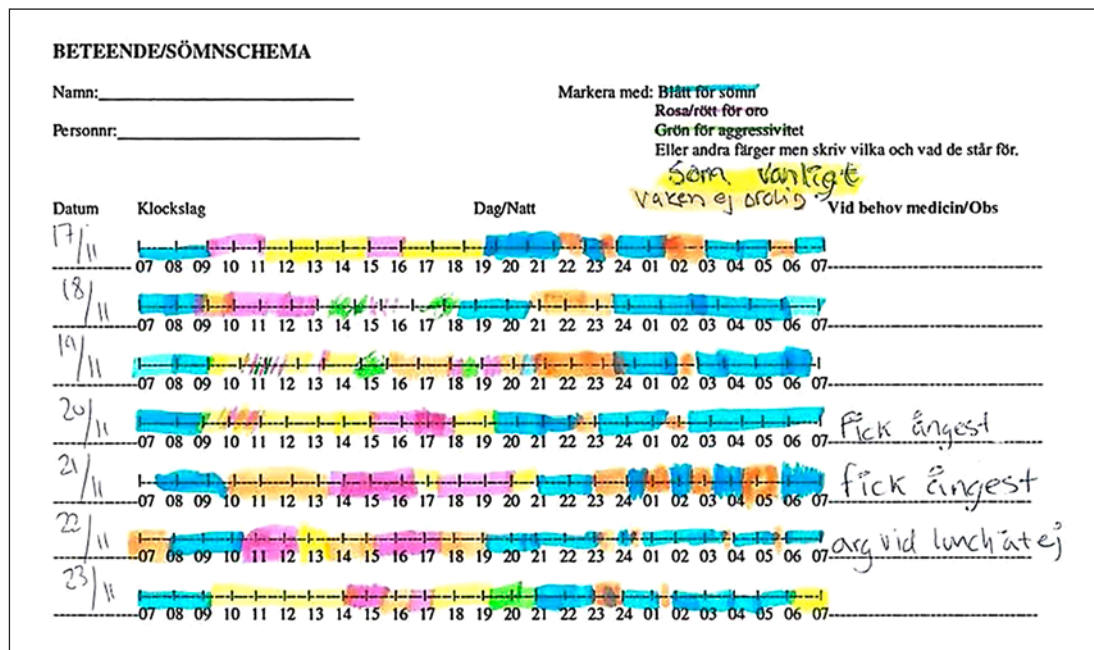 BETEENDE/SÖMNSCHEMA
Namn:
Markera med: Blått för sömn
Rosa/rött för oro
Personnr:
Grön för aggressivitet
Eller andra färger men skriv vilka och vad de står för.
Som vanligt
vaken ej orolig
Datum Klockslag Dag/Natt Vid behov medicin/Obs
17/11
07 08 09 10 11 12 13 14 15 16 17 18 19 20 21 22 23 24 01 02 03 04 05 06 07
18/11
07 08 09 10 11 12 13 14 15 16 17 18 19 20 21 22 23 24 01 02 03 04 05 06 07
19/11
07 08 09 10 11 12 13 14 15 16 17 18 19 20 21 22 23 24 01 02 03 04 05 06 07
20/11 Fick ångest
07 08 09 10 11 12 13 14 15 16 17 18 19 20 21 22 23 24 01 02 03 04 05 06 07
21/11 fick ångest
07 08 09 10 11 12 13 14 15 16 17 18 19 20 21 22 23 24 01 02 03 04 05 06 07
22/11 arg vid lunch åt ej
07 08 09 10 11 12 13 14 15 16 17 18 19 20 21 22 23 24 01 02 03 04 05 06 07
23/11
07 08 09 10 11 12 13 14 15 16 17 18 19 20 21 22 23 24 01 02 03 04 05 06 07